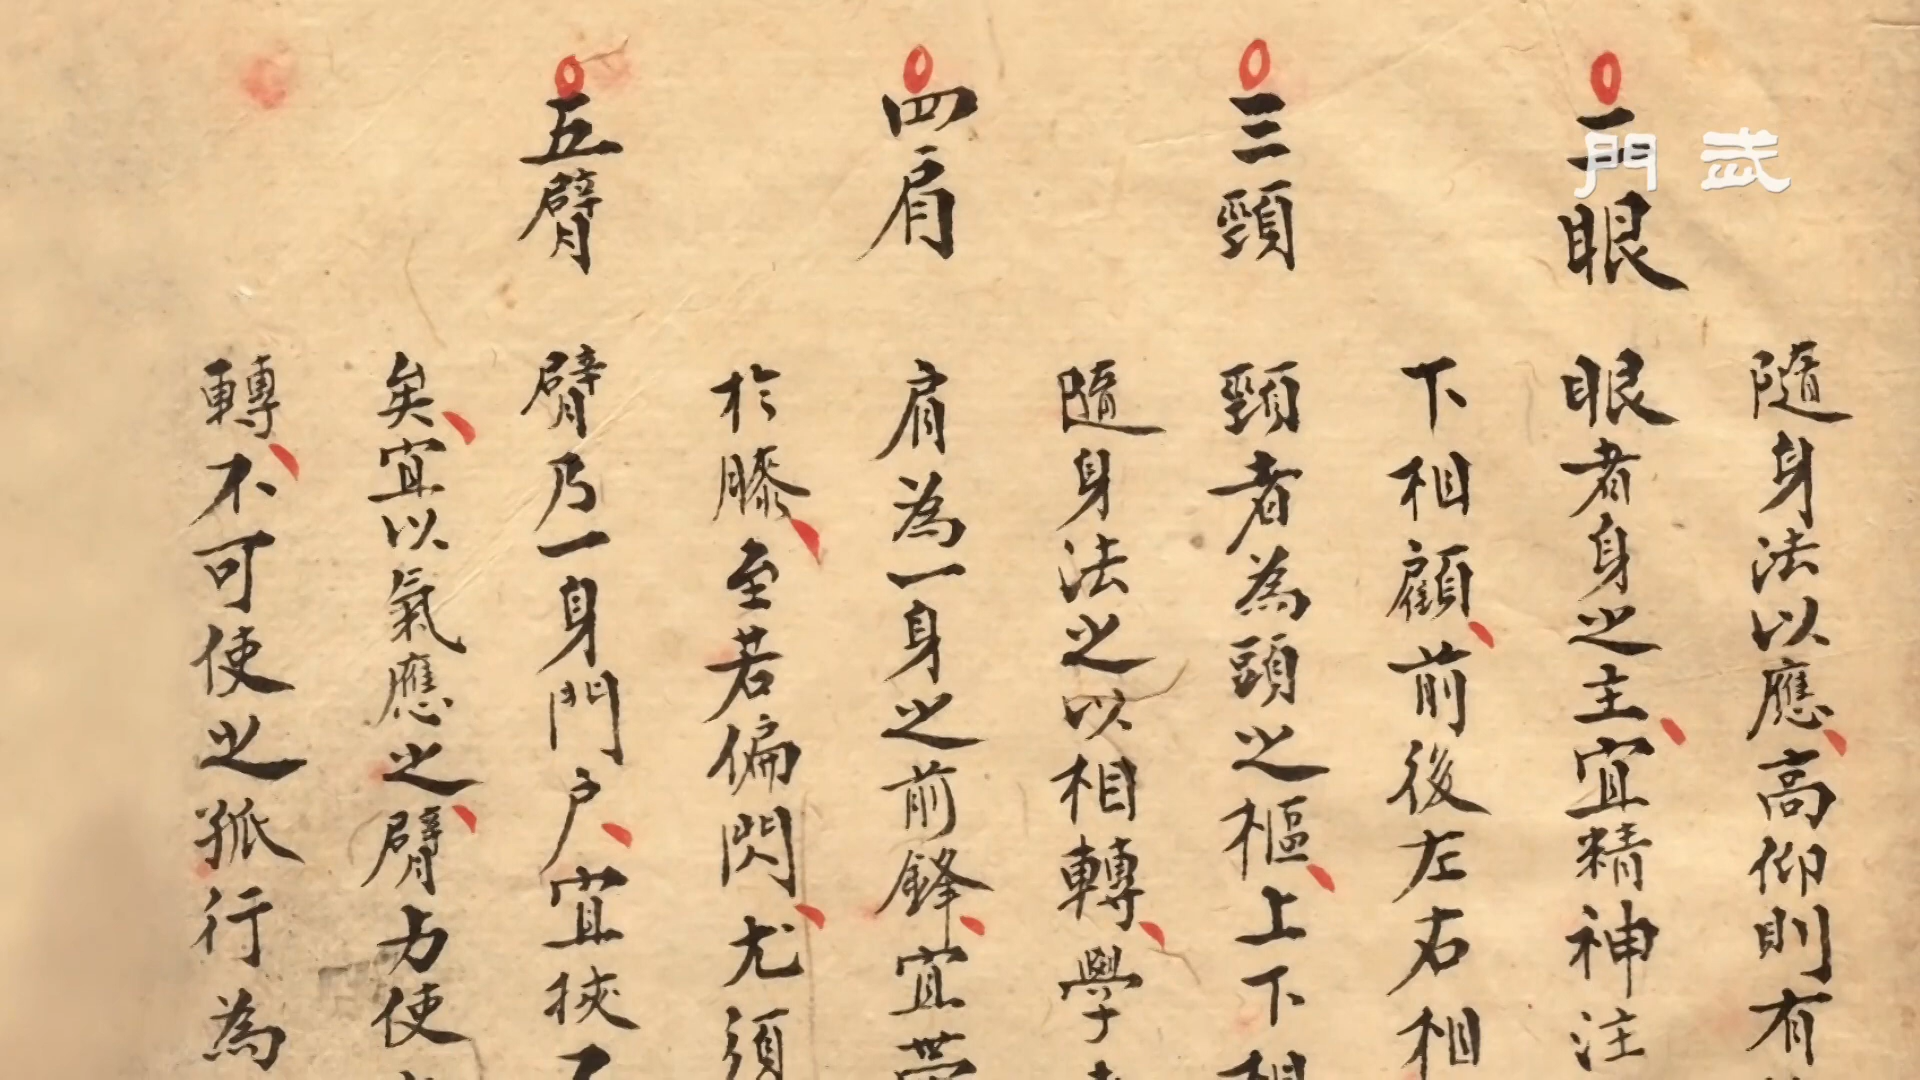 武門
隨身法以應高仰則有
二眼 眼者身之主宜精神注
下相顧前後左右相
三頸 頸者為頭之樞上下相
隨身法之以相轉學
四肩 肩為一身之前鋒宜帶
於膝至若偏閃尤須
五臂 臂乃一身門户宜挾
矣宜以氣應之臂力使
轉不可使之孤行為